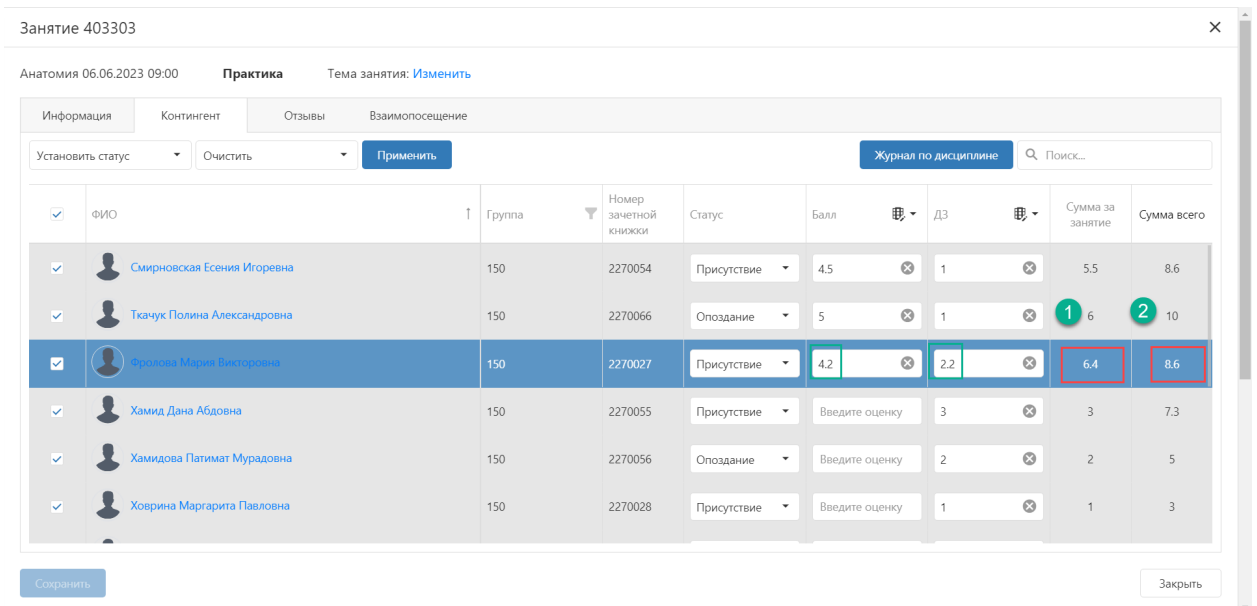 Занятие 403303
Анатомия 06.06.2023 09:00 Практика Тема занятия: Изменить
Информация Контингент Отзывы Взаимопосещение
Установить статус Очистить Применить Журнал по дисциплине Поиск...
ФИО Группа Номер зачетной книжки Статус Балл ДЗ Сумма за занятие Сумма всего
Смирновская Есения Игоревна 150 2270054 Присутствие 4.5 1 5.5 8.6
Ткачук Полина Александровна 150 2270066 Опоздание 5 1 1 6 2 10
Фролова Мария Викторовна 150 2270027 Присутствие 4.2 2.2 6.4 8.6
Хамид Дана Абдовна 150 2270055 Присутствие Введите оценку 3 3 7.3
Хамидова Патимат Мурадовна 150 2270056 Опоздание Введите оценку 2 2 5
Ховрина Маргарита Павловна 150 2270028 Присутствие Введите оценку 1 1 3
Сохранить Закрыть